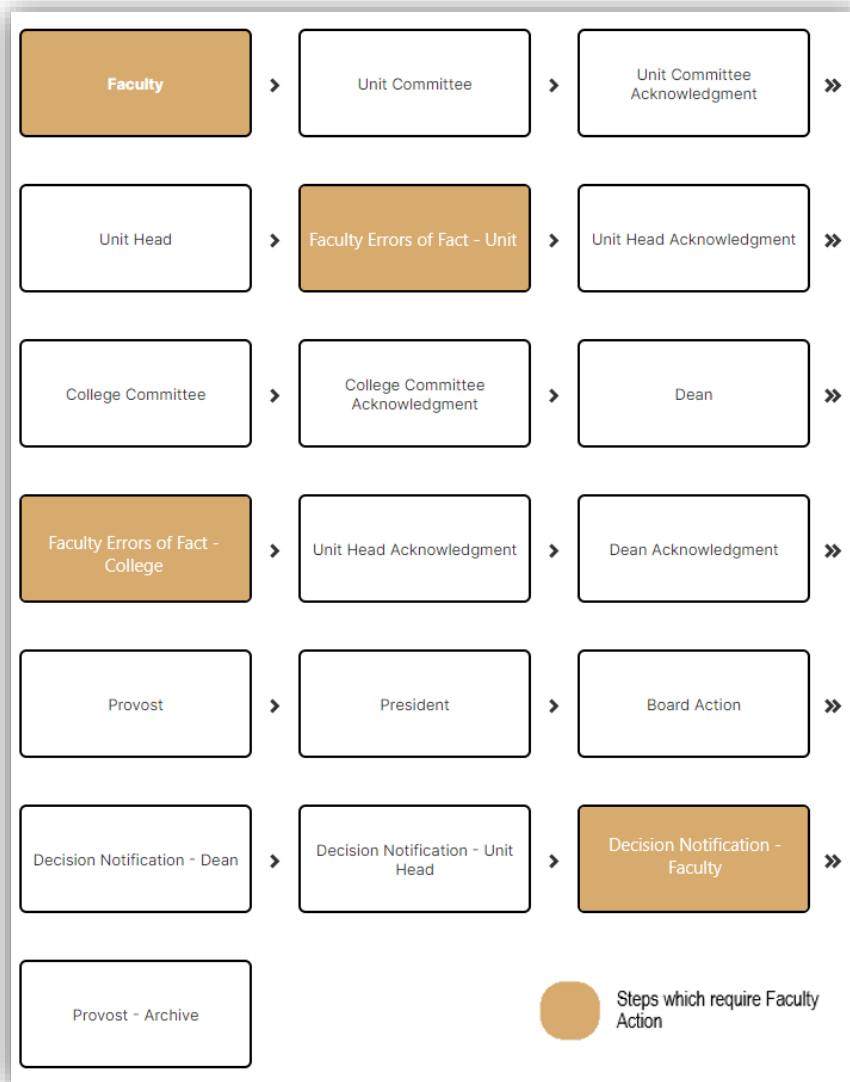 Faculty
Unit Committee
Unit Committee
Acknowledgment
Unit Head
Faculty Errors of Fact - Unit
Unit Head Acknowledgment
College Committee
College Committee
Acknowledgment
Dean
Faculty Errors of Fact -
College
Unit Head Acknowledgment
Dean Acknowledgment
Provost
President
Board Action
Decision Notification - Dean
Decision Notification - Unit
Head
Decision Notification -
Faculty
Provost - Archive
Steps which require Faculty
Action